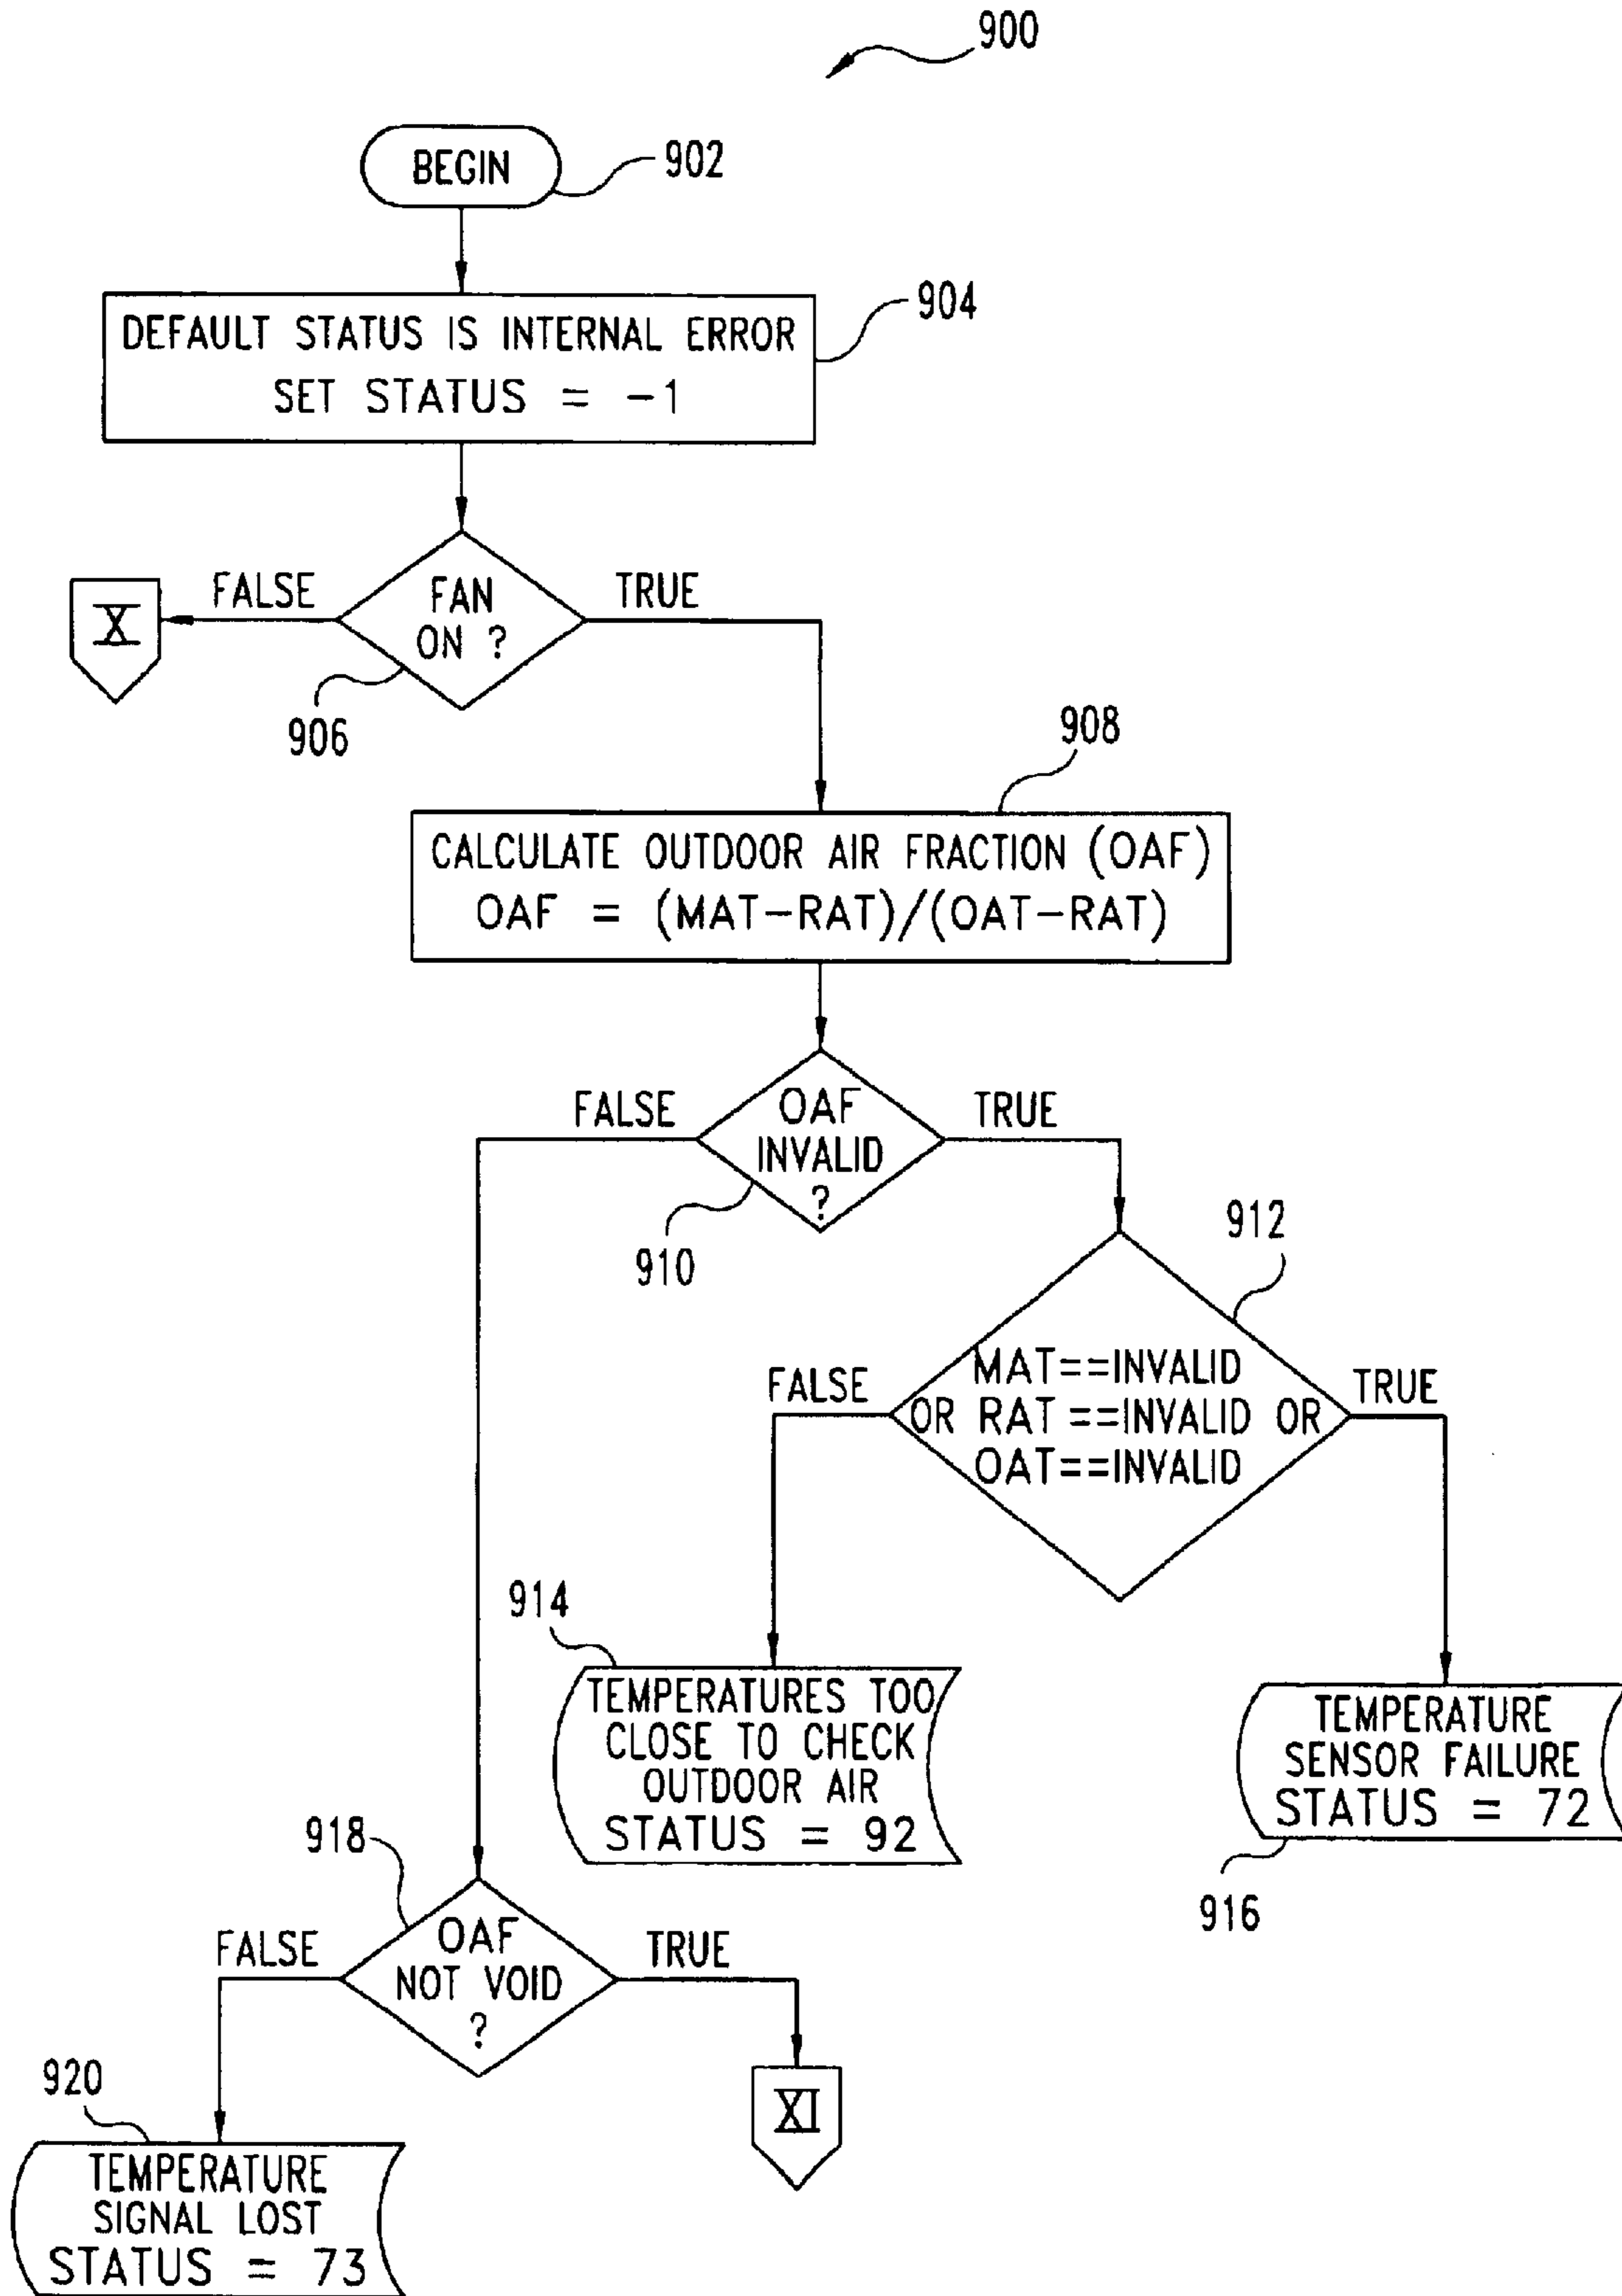 900
BEGIN
902
904
DEFAULT STATUS IS INTERNAL ERROR
SET STATUS = -1
FALSE
TRUE
X
FAN
ON ?
906
908
CALCULATE OUTDOOR AIR FRACTION (OAF)
OAF = (MAT-RAT)/(OAT-RAT)
FALSE
TRUE
OAF
INVALID
?
910
912
FALSE
TRUE
MAT==INVALID
OR RAT ==INVALID OR
OAT==INVALID
914
TEMPERATURES TOO
CLOSE TO CHECK
OUTDOOR AIR
STATUS = 92
TEMPERATURE
SENSOR FAILURE
STATUS = 72
916
918
FALSE
TRUE
OAF
NOT VOID
?
XI
920
TEMPERATURE
SIGNAL LOST
STATUS = 73